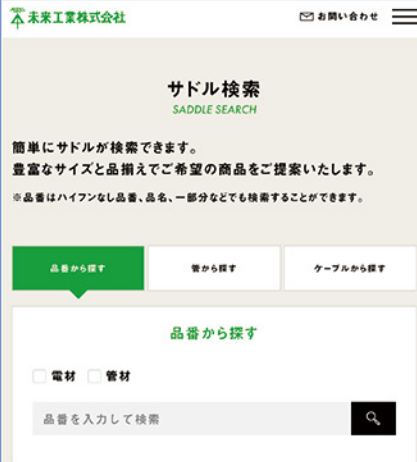 未来工業株式会社
お問い合わせ
サドル検索
SADDLE SEARCH
簡単にサドルが検索できます。
豊富なサイズと品揃えでご希望の商品をご提案いたします。
※品番はハイフンなし品番、品名、一部分などでも検索することができます。
品番から探す
管から探す
ケーブルから探す
品番から探す
電材
管材
品番を入力して検索